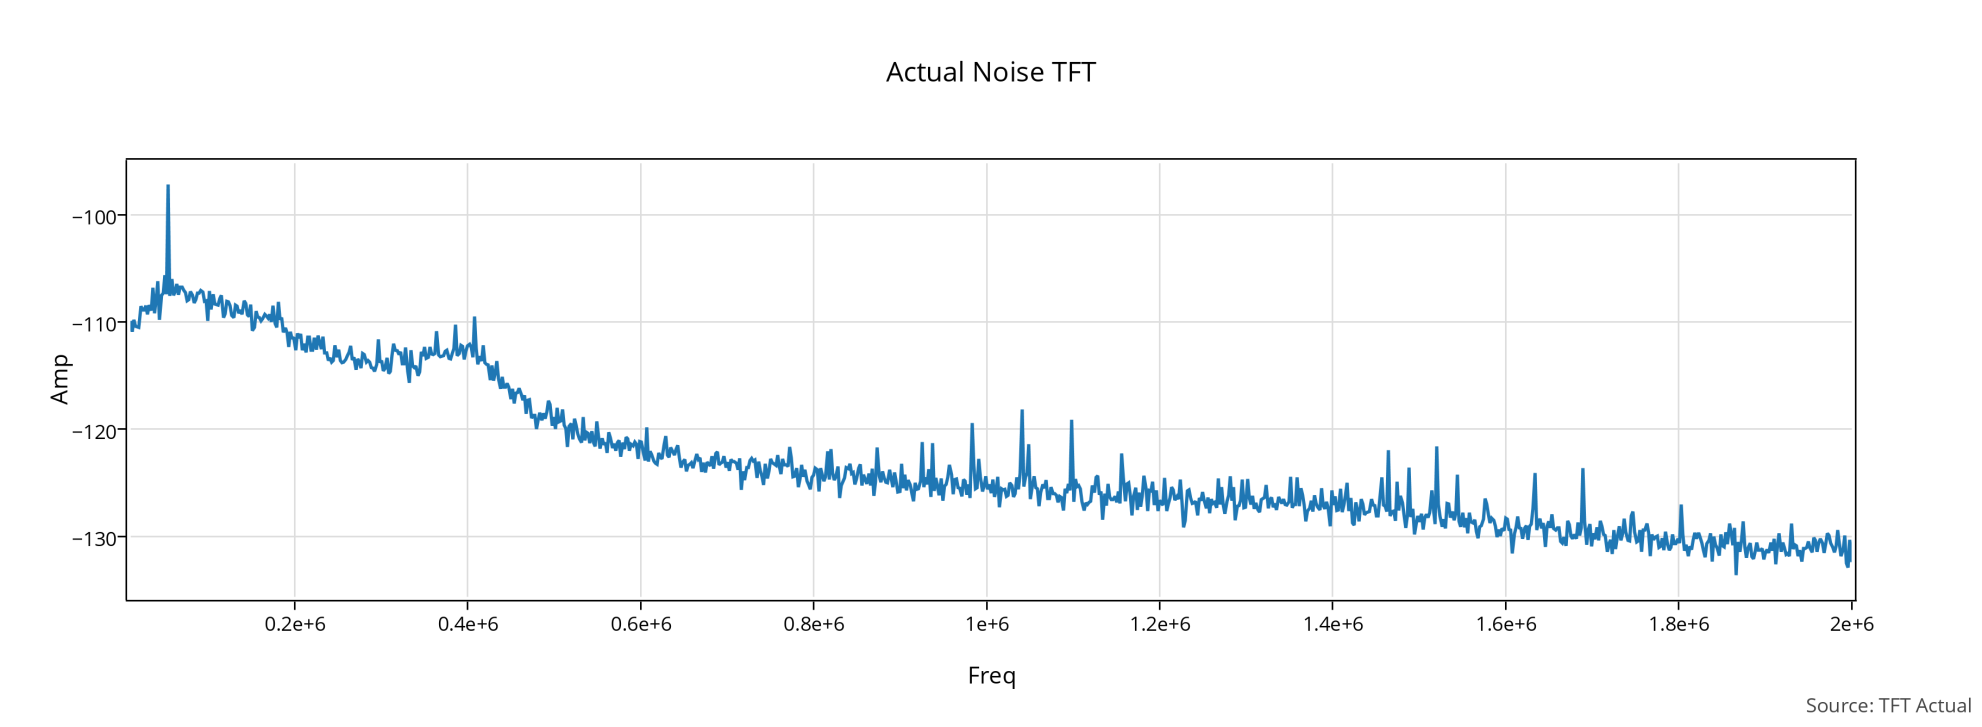 Actual Noise TFT
Amp
−100
−110
−120
−130
0.2e+6 0.4e+6 0.6e+6 0.8e+6 1e+6 1.2e+6 1.4e+6 1.6e+6 1.8e+6 2e+6
Freq
Source: TFT Actual